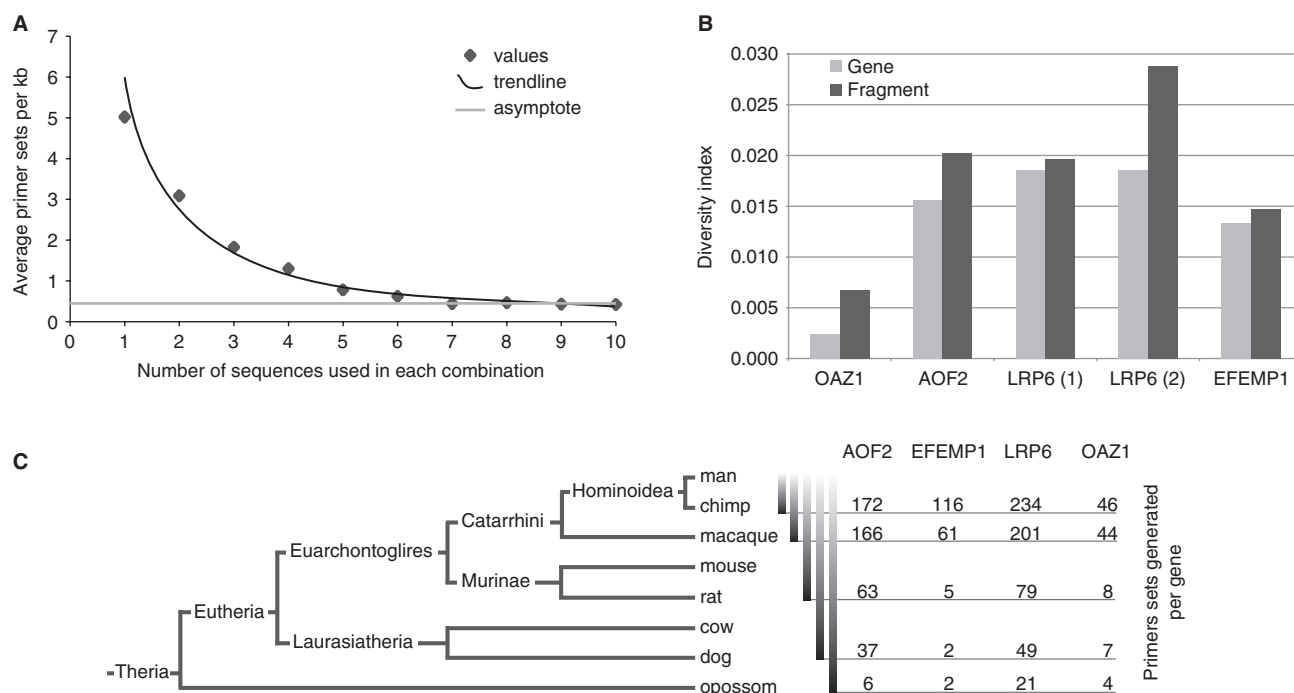 A
7
6
5
4
3
2
1
0
Average primer sets per kb
0 1 2 3 4 5 6 7 8 9 10
Number of sequences used in each combination
values
trendline
asymptote
B
0.030
0.025
0.020
0.015
0.010
0.005
0.000
Diversity index
Gene
Fragment
OAZ1 AOF2 LRP6 (1) LRP6 (2) EFEMP1
C
Theria
Eutheria
Euarchontoglires
Laurasiatheria
Catarrhini
Murinae
Hominoidea
man
chimp
macaque
mouse
rat
cow
dog
opossom
AOF2 EFEMP1 LRP6 OAZ1
172 116 234 46
166 61 201 44
63 5 79 8
37 2 49 7
6 2 21 4
Primers sets generated
per gene